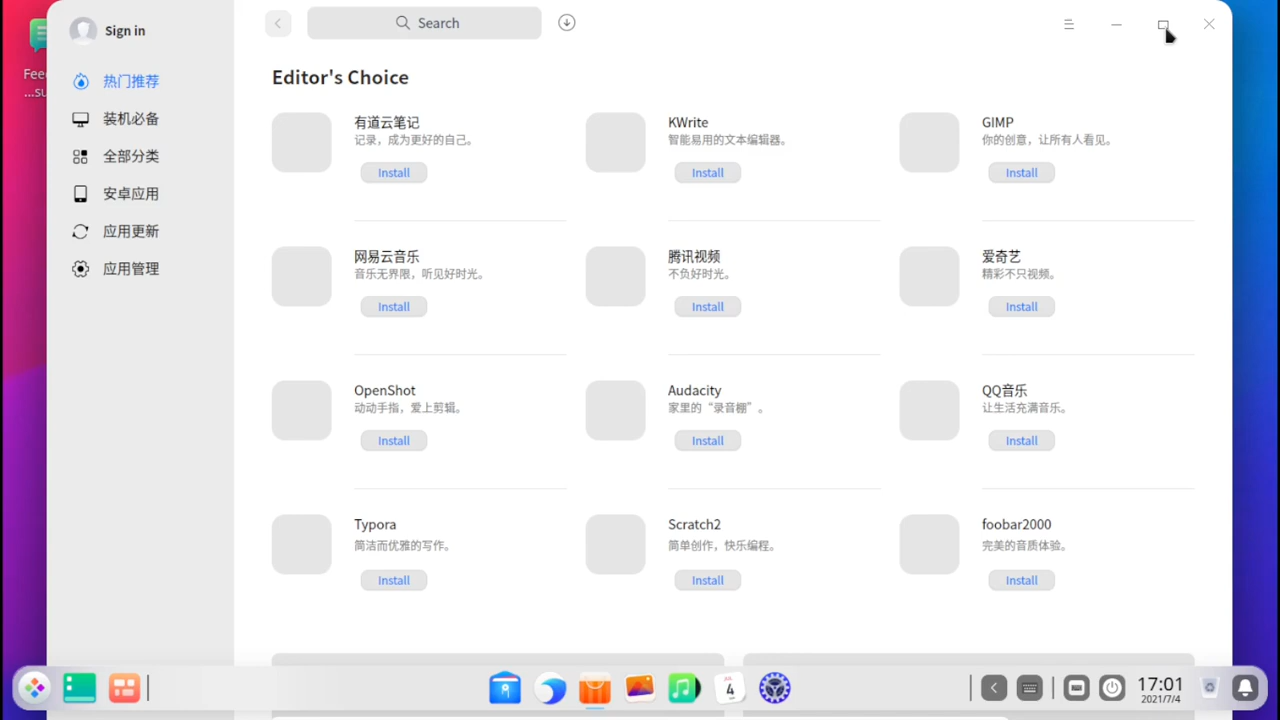 Fee
...su
Sign in
热门推荐
装机必备
全部分类
安卓应用
应用更新
应用管理
Search
Editor's Choice
有道云笔记
记录，成为更好的自己。
Install
KWrite
智能易用的文本编辑器。
Install
GIMP
你的创意，让所有人看见。
Install
网易云音乐
音乐无界限，听见好时光。
Install
腾讯视频
不负好时光。
Install
爱奇艺
精彩不只视频。
Install
OpenShot
动动手指，爱上剪辑。
Install
Audacity
家里的“录音棚”。
Install
QQ音乐
让生活充满音乐。
Install
Typora
简洁而优雅的写作。
Install
Scratch2
简单创作，快乐编程。
Install
foobar2000
完美的音质体验。
Install
4
17:01
2021/7/4